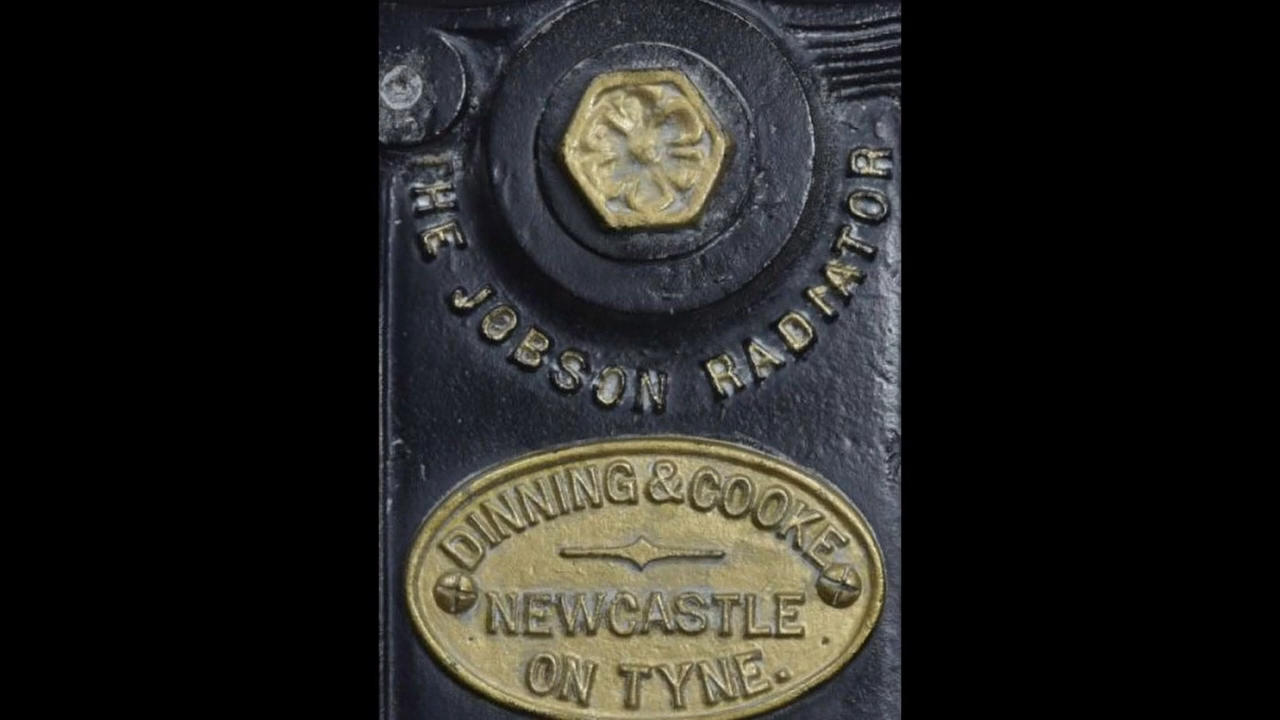 THE JOBSON RADIATOR
DINNING & COOKE
NEWCASTLE
ON TYNE.